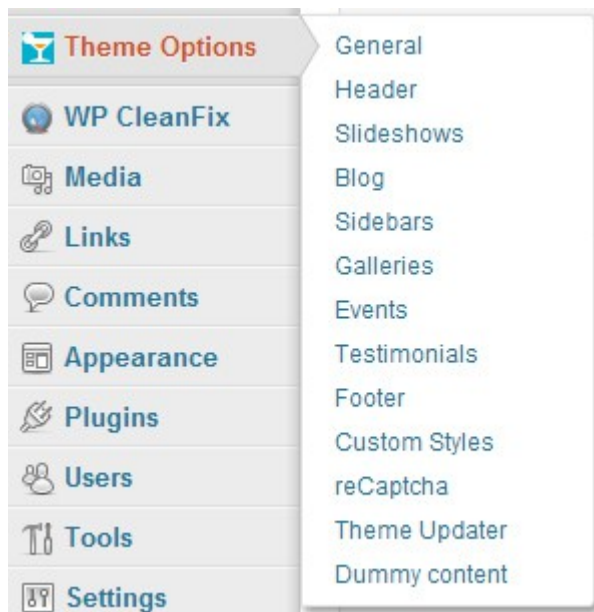 Theme Options
WP CleanFix
Media
Links
Comments
Appearance
Plugins
Users
Tools
Settings
General
Header
Slideshows
Blog
Sidebars
Galleries
Events
Testimonials
Footer
Custom Styles
reCaptcha
Theme Updater
Dummy content